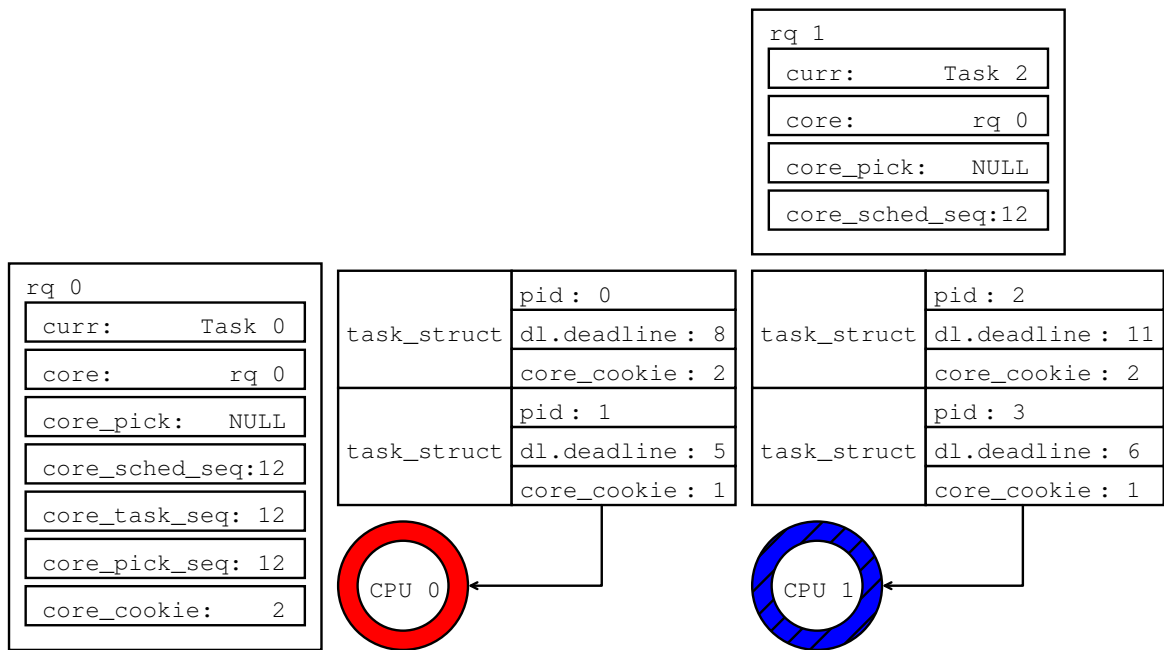 rq 1
curr: Task 2
core: rq 0
core_pick: NULL
core_sched_seq:12
rq 0
curr: Task 0
core: rq 0
core_pick: NULL
core_sched_seq:12
core_task_seq: 12
core_pick_seq: 12
core_cookie: 2
task_struct
pid: 0
dl.deadline: 8
core_cookie: 2
task_struct
pid: 1
dl.deadline: 5
core_cookie: 1
CPU 0
task_struct
pid: 2
dl.deadline: 11
core_cookie: 2
task_struct
pid: 3
dl.deadline: 6
core_cookie: 1
CPU 1